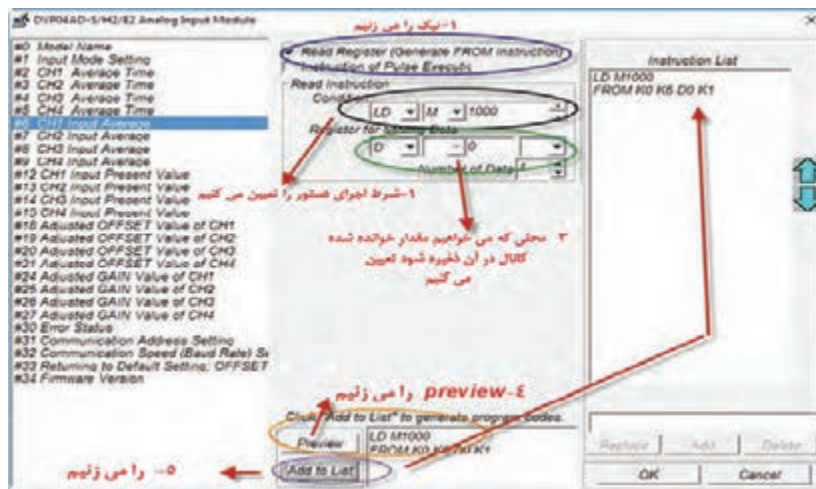 DVP04AD-S/H2/E2 Analog Input Module
#0 Model Name
#1 Input Mode Setting
#2 CH1 Average Time
#3 CH2 Average Time
#4 CH3 Average Time
#5 CH4 Average Time
#6 CH1 Input Average
#7 CH2 Input Average
#8 CH3 Input Average
#9 CH4 Input Average
#12 CH1 Input Present Value
#13 CH2 Input Present Value
#14 CH3 Input Present Value
#15 CH4 Input Present Value
#18 Adjusted OFFSET Value of CH1
#19 Adjusted OFFSET Value of CH2
#20 Adjusted OFFSET Value of CH3
#21 Adjusted OFFSET Value of CH4
#24 Adjusted GAIN Value of CH1
#25 Adjusted GAIN Value of CH2
#26 Adjusted GAIN Value of CH3
#27 Adjusted GAIN Value of CH4
#30 Error Status
#31 Communication Address Setting
#32 Communication Speed (Baud Rate) Se
#33 Returning to Default Setting; OFFSET
#34 Firmware Version
۱-تیک را می زنیم
Read Register (Generate FROM Instruction)
Instruction of Pulse Execute
Read Instruction
Condition
LD M 1000
Register for Storing Data
D 0
Number of Data 1
۲-شرط اجرای دستور را تعیین می کنیم
۳- محلی که می خواهیم مقدار خوانده شده
کانال در آن ذخیره شود تعیین
می کنیم
۴-preview را می زنیم
Click "Add to List" to generate program codes.
Preview
LD M1000
FROM K0 K6 D0 K1
Add to List
۵- را می زنیم
Instruction List
LD M1000
FROM K0 K6 D0 K1
Replace Add Delete
OK Cancel